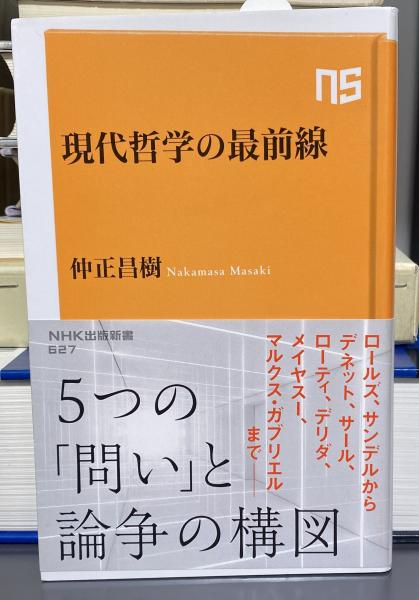 NS
現代哲学の最前線
仲正昌樹 Nakamasa Masaki
NHK出版新書
627
ロールズ、サンデルから
デネット、サール、
ローティ、デリダ、
メイヤスー、
マルクス・ガブリエル
まで——
5つの
「問い」と
論争の構図